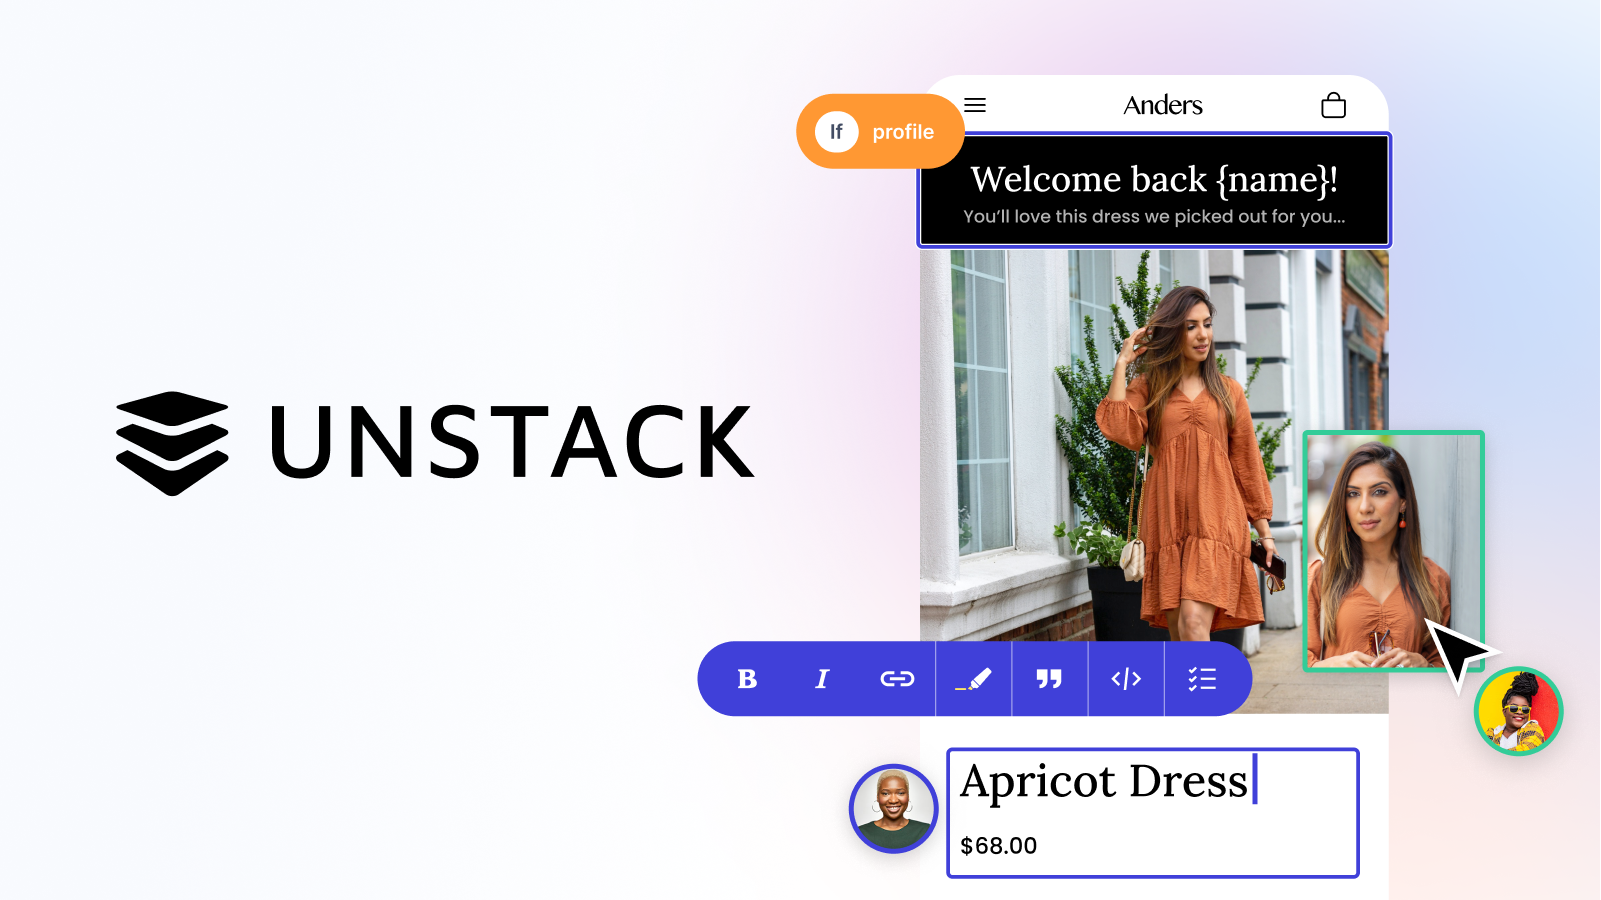 UNSTACK
If profile
Anders
Welcome back {name}!
You’ll love this dress we picked out for you...
B I
Apricot Dress
$68.00